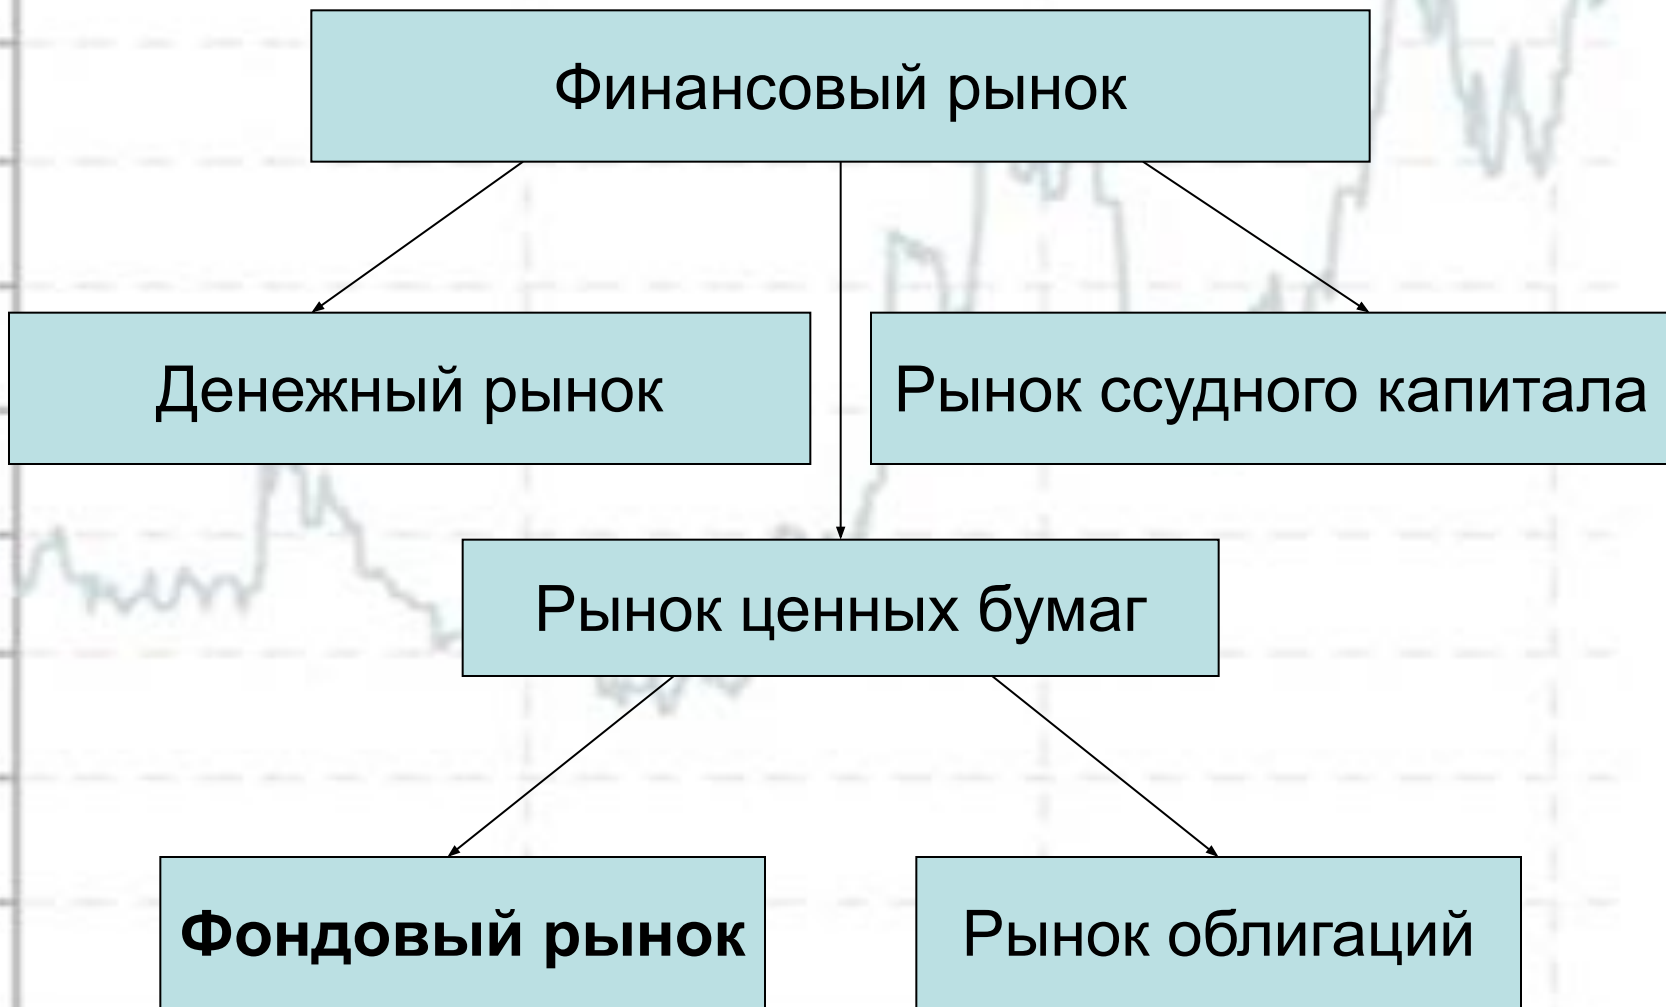 Финансовый рынок
Денежный рынок
Рынок ссудного капитала
Рынок ценных бумаг
Фондовый рынок
Рынок облигаций